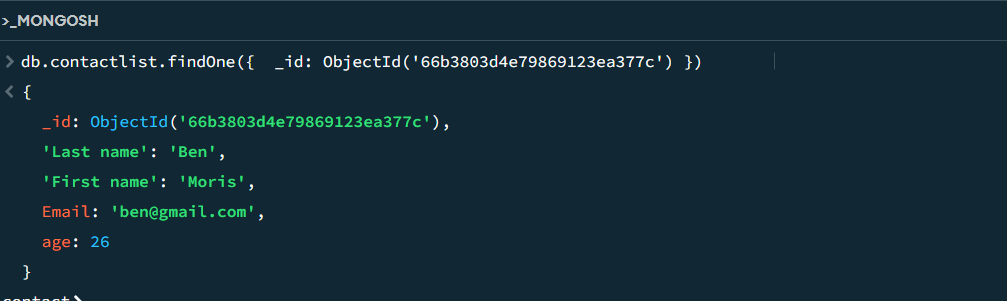 >_MONGOSH
> db.contactlist.findOne({  _id: ObjectId('66b3803d4e79869123ea377c') })
< {
_id: ObjectId('66b3803d4e79869123ea377c'),
'Last name': 'Ben',
'First name': 'Moris',
Email: 'ben@gmail.com',
age: 26
}
contact>